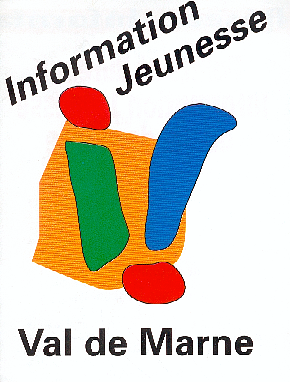 Information
Jeunesse
Val de Marne